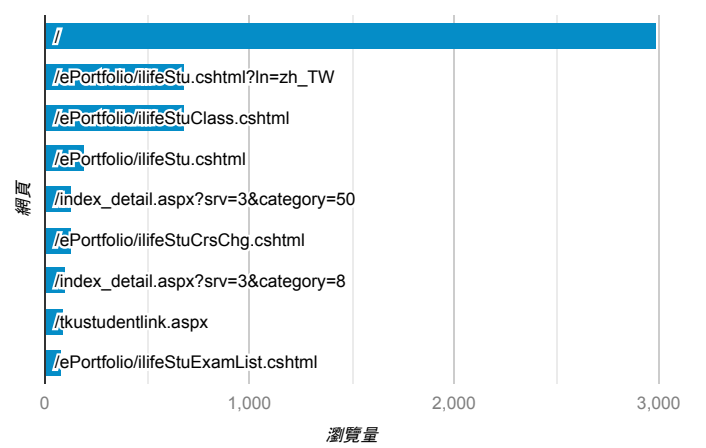 /
/ePortfolio/ilifeStu.cshtml?ln=zh_TW
/ePortfolio/ilifeStuClass.cshtml
/ePortfolio/ilifeStu.cshtml
/index_detail.aspx?srv=3&category=50
/ePortfolio/ilifeStuCrsChg.cshtml
/index_detail.aspx?srv=3&category=8
/tkustudentlink.aspx
/ePortfolio/ilifeStuExamList.cshtml
網頁
0 1,000 2,000 3,000
瀏覽量